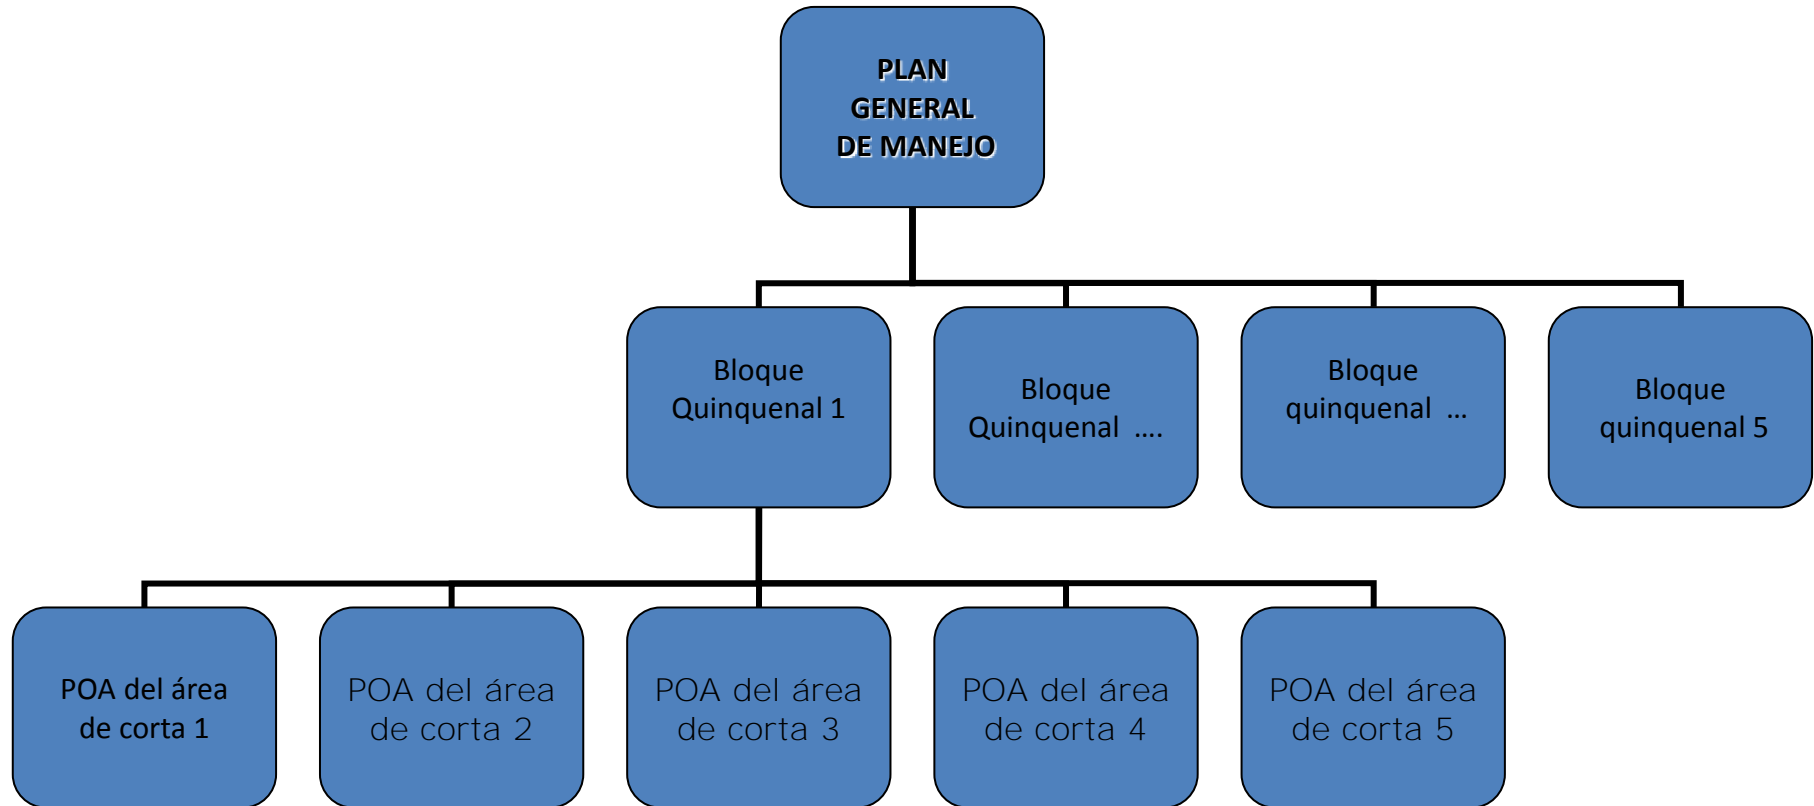 PLAN
GENERAL
DE MANEJO
Bloque
Quinquenal 1
Bloque
Quinquenal ....
Bloque
quinquenal ...
Bloque
quinquenal 5
POA del área
de corta 1
POA del área
de corta 2
POA del área
de corta 3
POA del área
de corta 4
POA del área
de corta 5